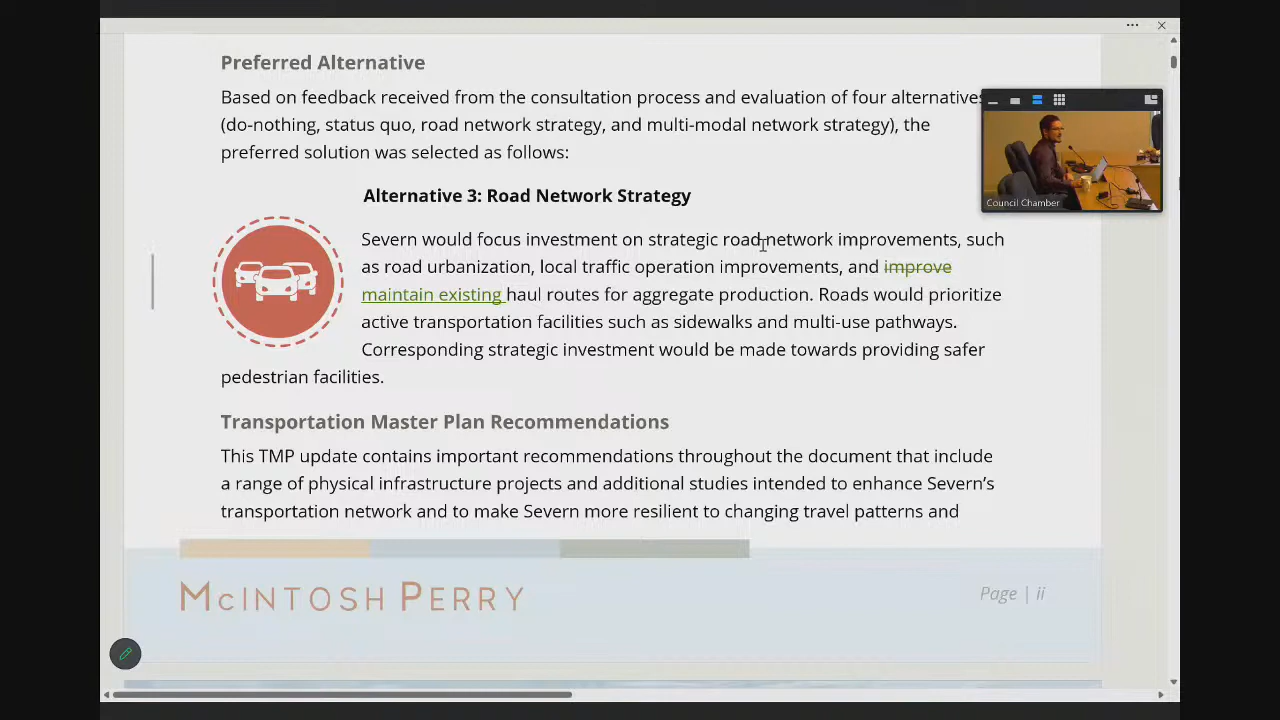 Preferred Alternative
Based on feedback received from the consultation process and evaluation of four alternatives
(do-nothing, status quo, road network strategy, and multi-modal network strategy), the
preferred solution was selected as follows:
Alternative 3: Road Network Strategy
Severn would focus investment on strategic road network improvements, such
as road urbanization, local traffic operation improvements, and improve
maintain existing haul routes for aggregate production. Roads would prioritize
active transportation facilities such as sidewalks and multi-use pathways.
Corresponding strategic investment would be made towards providing safer
pedestrian facilities.
Transportation Master Plan Recommendations
This TMP update contains important recommendations throughout the document that include
a range of physical infrastructure projects and additional studies intended to enhance Severn's
transportation network and to make Severn more resilient to changing travel patterns and
McINTOSH PERRY
Page | ii
Council Chamber